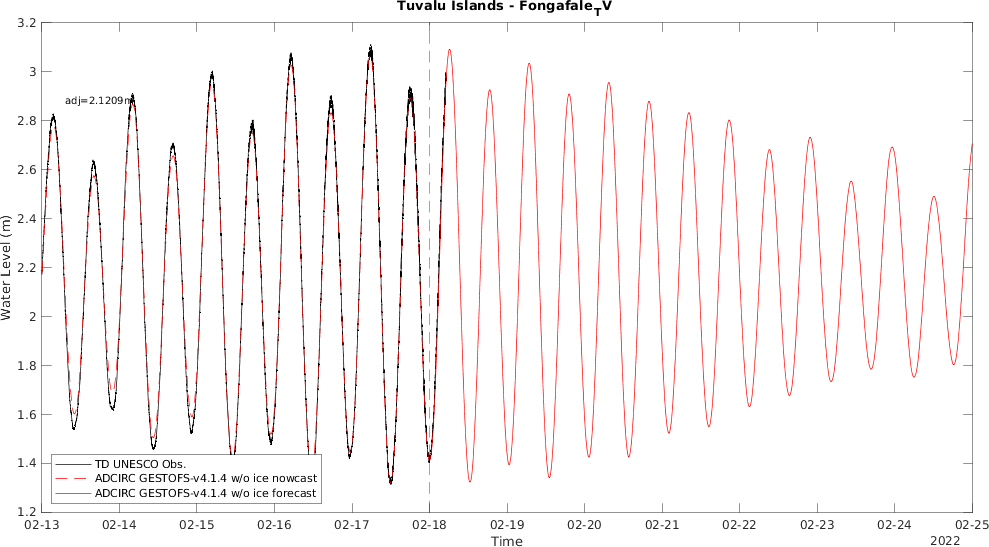 Tuvalu Islands - Fongafale_TV
3.2
3
2.8
2.6
2.4
2.2
2
1.8
1.6
1.4
1.2
Water Level (m)
adj=2.1209m
TD UNESCO Obs.
ADCIRC GESTOFS-v4.1.4 w/o ice nowcast
ADCIRC GESTOFS-v4.1.4 w/o ice forecast
02-13 02-14 02-15 02-16 02-17 02-18 02-19 02-20 02-21 02-22 02-23 02-24 02-25
Time
2022